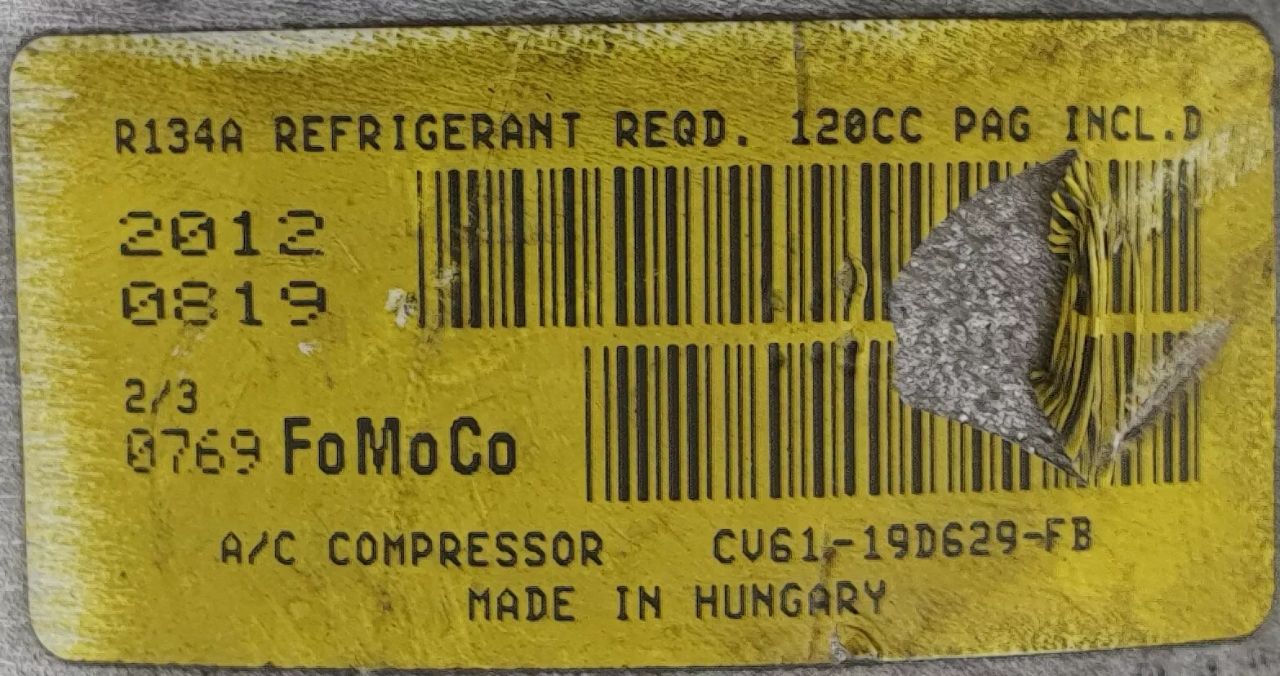 R134A REFRIGERANT REQD. 120CC PAG INCL.D
2012
0819
2/3
0769 FoMoCo
A/C COMPRESSOR CV61-19D629-FB
MADE IN HUNGARY